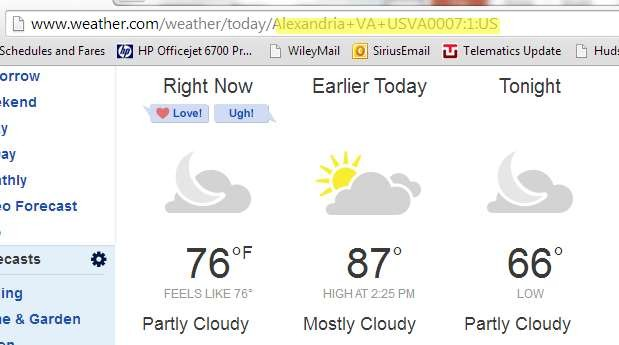 www.weather.com/weather/today/Alexandria+VA+USVA0007:1:US
Schedules and Fares HP Officejet 6700 Pr... WileyMail SiriusEmail Telematics Update Huds
orrow
ekend
ay
nthly
eo Forecast
ecasts
ing
ne & Garden
Right Now Earlier Today Tonight
Love! Ugh!
76°F 87° 66°
FEELS LIKE 76° HIGH AT 2:25 PM LOW
Partly Cloudy Mostly Cloudy Partly Cloudy